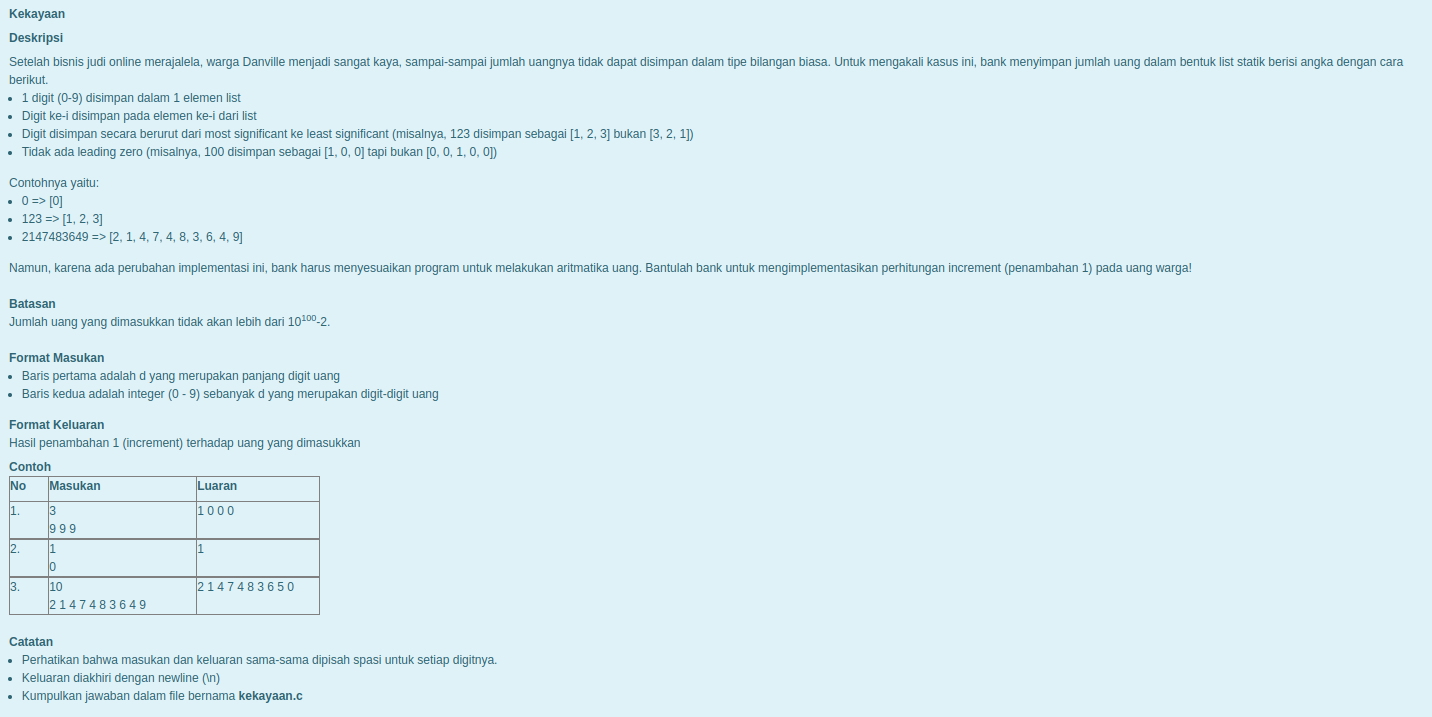 Kekayaan
Deskripsi
Setelah bisnis judi online merajalela, warga Danville menjadi sangat kaya, sampai-sampai jumlah uangnya tidak dapat disimpan dalam tipe bilangan biasa. Untuk mengakali kasus ini, bank menyimpan jumlah uang dalam bentuk list statik berisi angka dengan cara
berikut.
• 1 digit (0-9) disimpan dalam 1 elemen list
• Digit ke-i disimpan pada elemen ke-i dari list
• Digit disimpan secara berurut dari most significant ke least significant (misalnya, 123 disimpan sebagai [1, 2, 3] bukan [3, 2, 1])
• Tidak ada leading zero (misalnya, 100 disimpan sebagai [1, 0, 0] tapi bukan [0, 0, 1, 0, 0])
Contohnya yaitu:
• 0 => [0]
• 123 => [1, 2, 3]
• 2147483649 => [2, 1, 4, 7, 4, 8, 3, 6, 4, 9]
Namun, karena ada perubahan implementasi ini, bank harus menyesuaikan program untuk melakukan aritmatika uang. Bantulah bank untuk mengimplementasikan perhitungan increment (penambahan 1) pada uang warga!
Batasan
Jumlah uang yang dimasukkan tidak akan lebih dari 10^100-2.
Format Masukan
• Baris pertama adalah d yang merupakan panjang digit uang
• Baris kedua adalah integer (0 - 9) sebanyak d yang merupakan digit-digit uang
Format Keluaran
Hasil penambahan 1 (increment) terhadap uang yang dimasukkan
Contoh
No Masukan Luaran
1. 3 1 0 0 0
9 9 9
2. 1 1
0
3. 10 2 1 4 7 4 8 3 6 5 0
2 1 4 7 4 8 3 6 4 9
Catatan
• Perhatikan bahwa masukan dan keluaran sama-sama dipisah spasi untuk setiap digitnya.
• Keluaran diakhiri dengan newline (\n)
• Kumpulkan jawaban dalam file bernama kekayaan.c